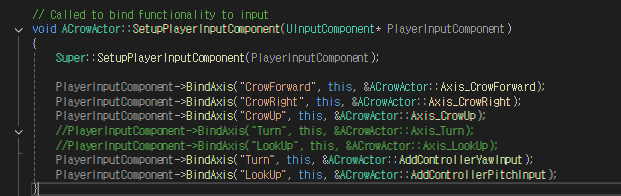 // Called to bind functionality to input
void ACrowActor::SetupPlayerInputComponent(UInputComponent* PlayerInputComponent)
{
Super::SetupPlayerInputComponent(PlayerInputComponent);
PlayerInputComponent->BindAxis("CrowForward", this, &ACrowActor::Axis_CrowForward);
PlayerInputComponent->BindAxis("CrowRight", this, &ACrowActor::Axis_CrowRight);
PlayerInputComponent->BindAxis("CrowUp", this, &ACrowActor::Axis_CrowUp);
//PlayerInputComponent->BindAxis("Turn", this, &ACrowActor::Axis_Turn);
//PlayerInputComponent->BindAxis("LookUp", this, &ACrowActor::Axis_LookUp);
PlayerInputComponent->BindAxis("Turn", this, &ACrowActor::AddControllerYawInput);
PlayerInputComponent->BindAxis("LookUp", this, &ACrowActor::AddControllerPitchInput);
}